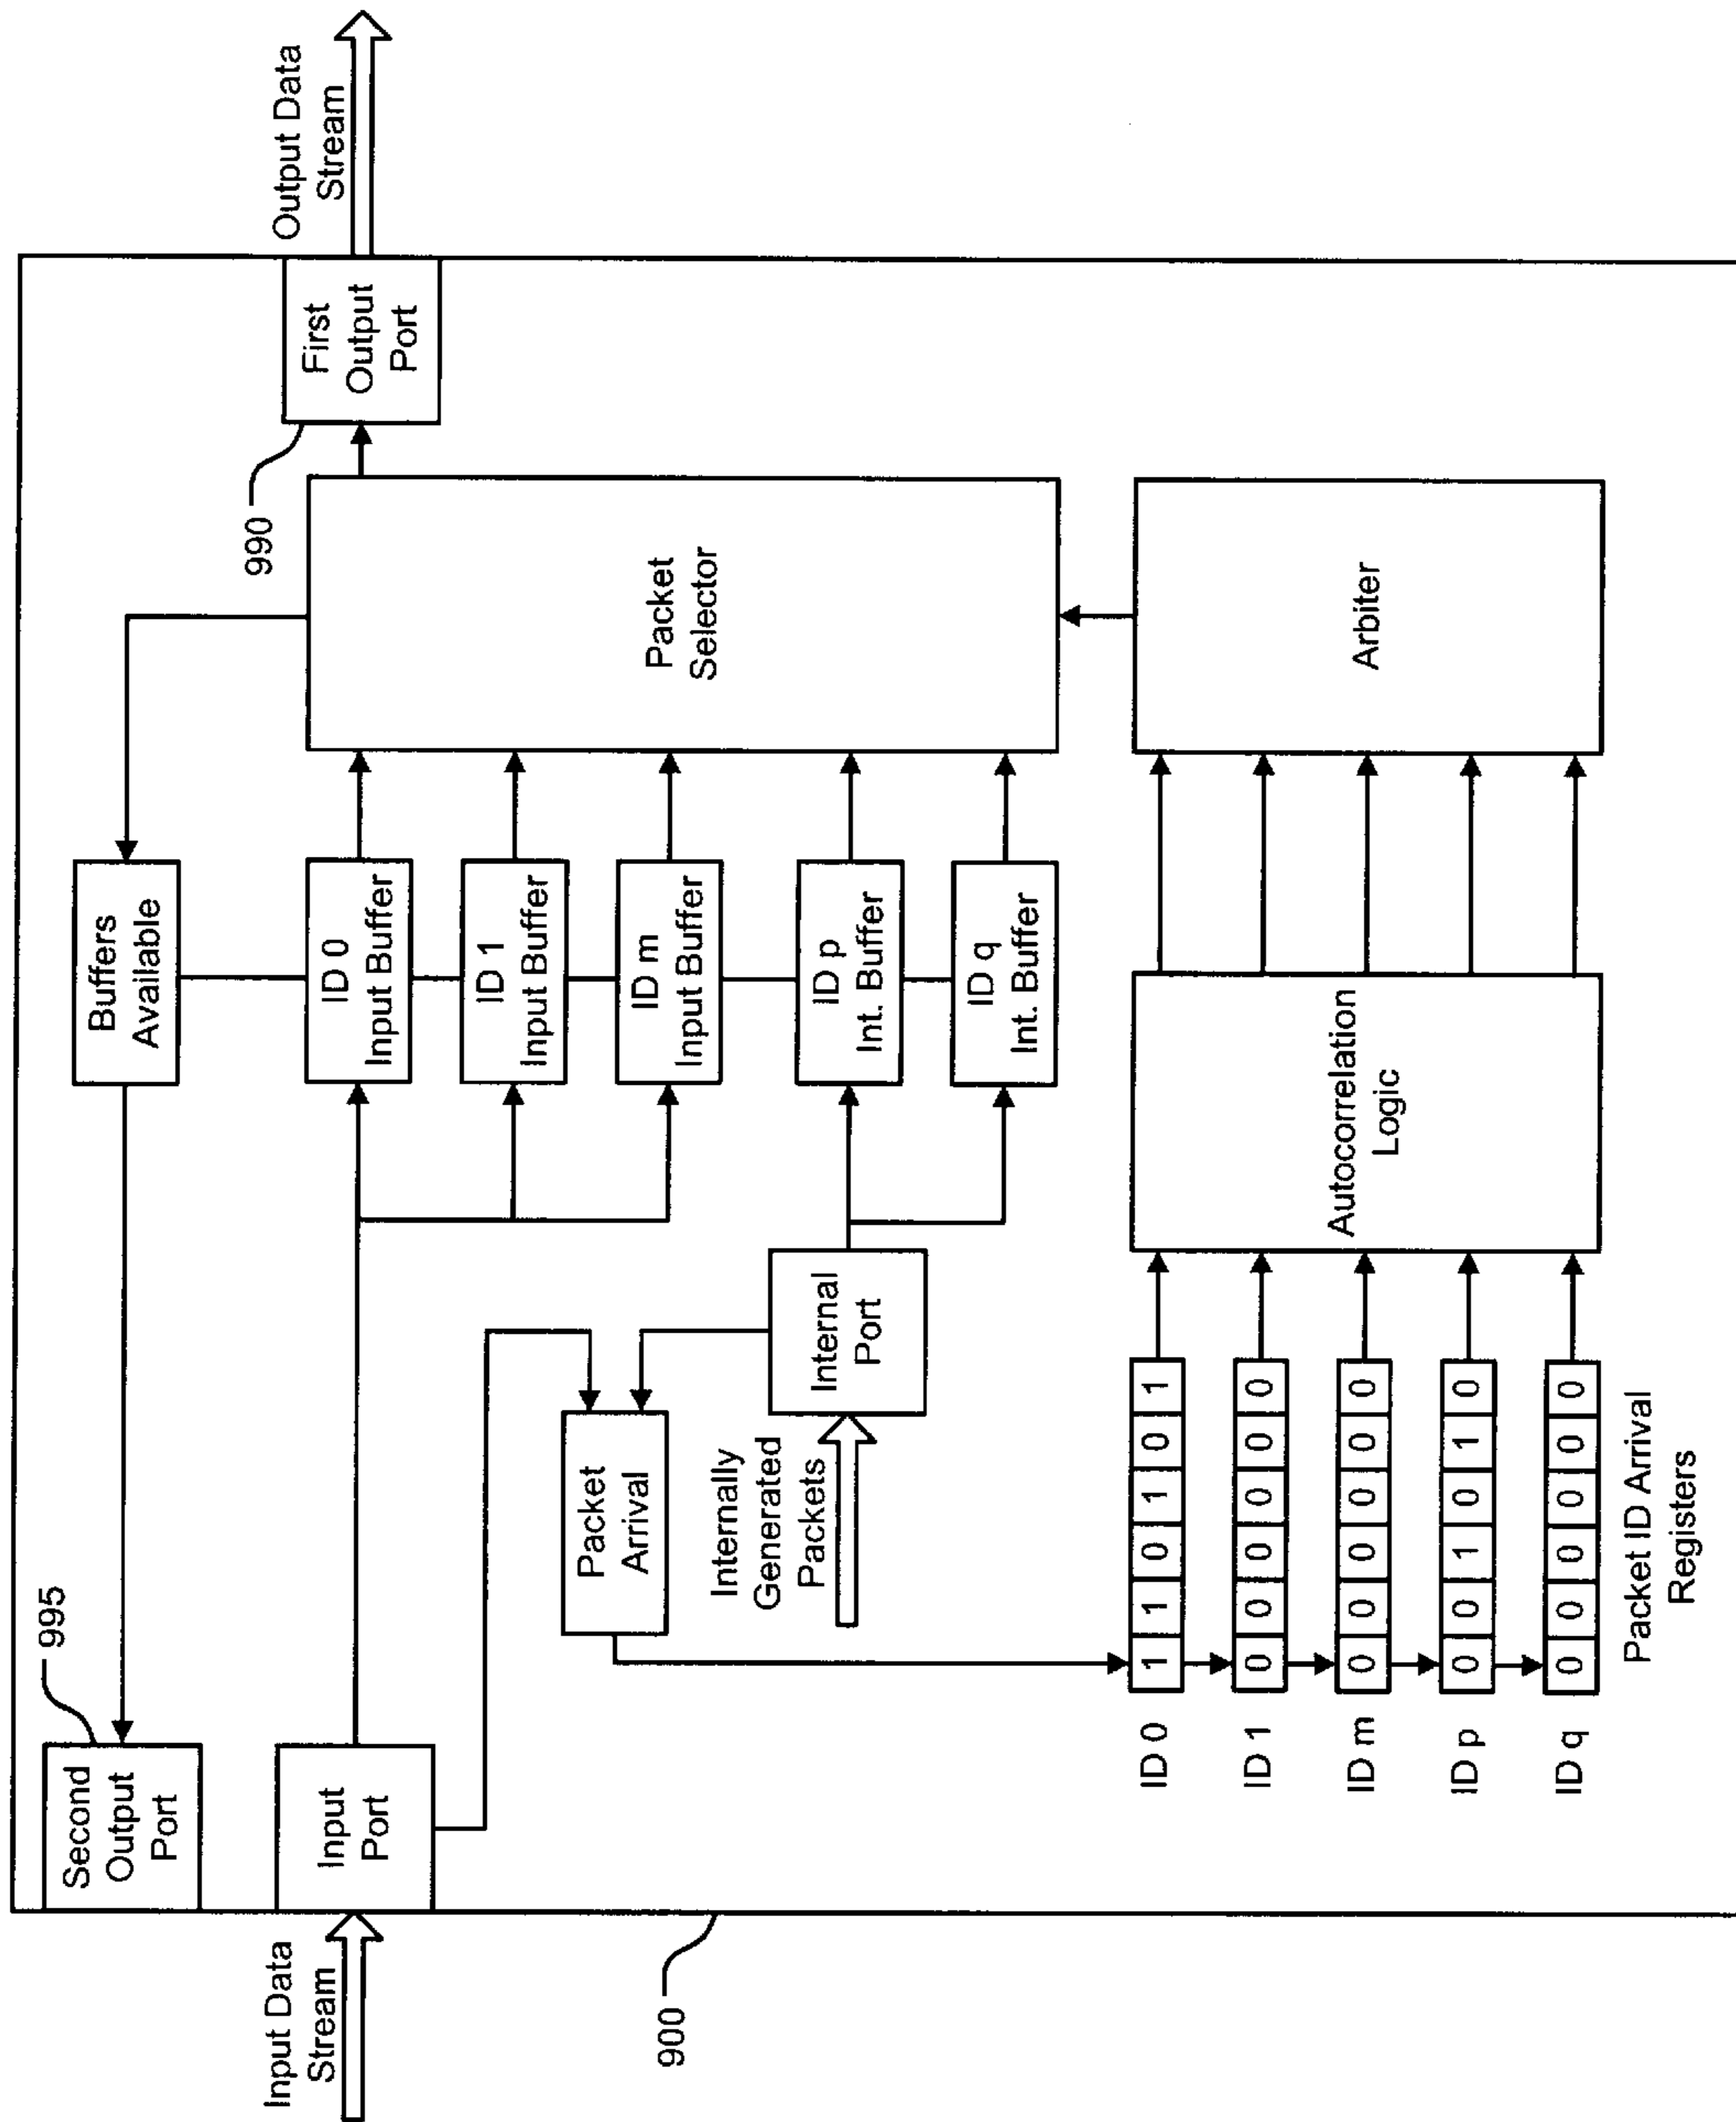 Input Data
Stream
900
Second
Output
Port
995
Input
Port
Buffers
Available
Packet
Arrival
Internally
Generated
Packets
Internal
Port
ID 0
Input Buffer
ID 1
Input Buffer
ID m
Input Buffer
ID p
Int. Buffer
ID q
Int. Buffer
Packet
Selector
990
First
Output
Port
Output Data
Stream
ID 0 1 1 0 1 0 1
ID 1 0 0 0 0 0 0
ID m 0 0 0 0 0 0
ID p 0 0 1 0 1 0
ID q 0 0 0 0 0 0
Packet ID Arrival
Registers
Autocorrelation
Logic
Arbiter